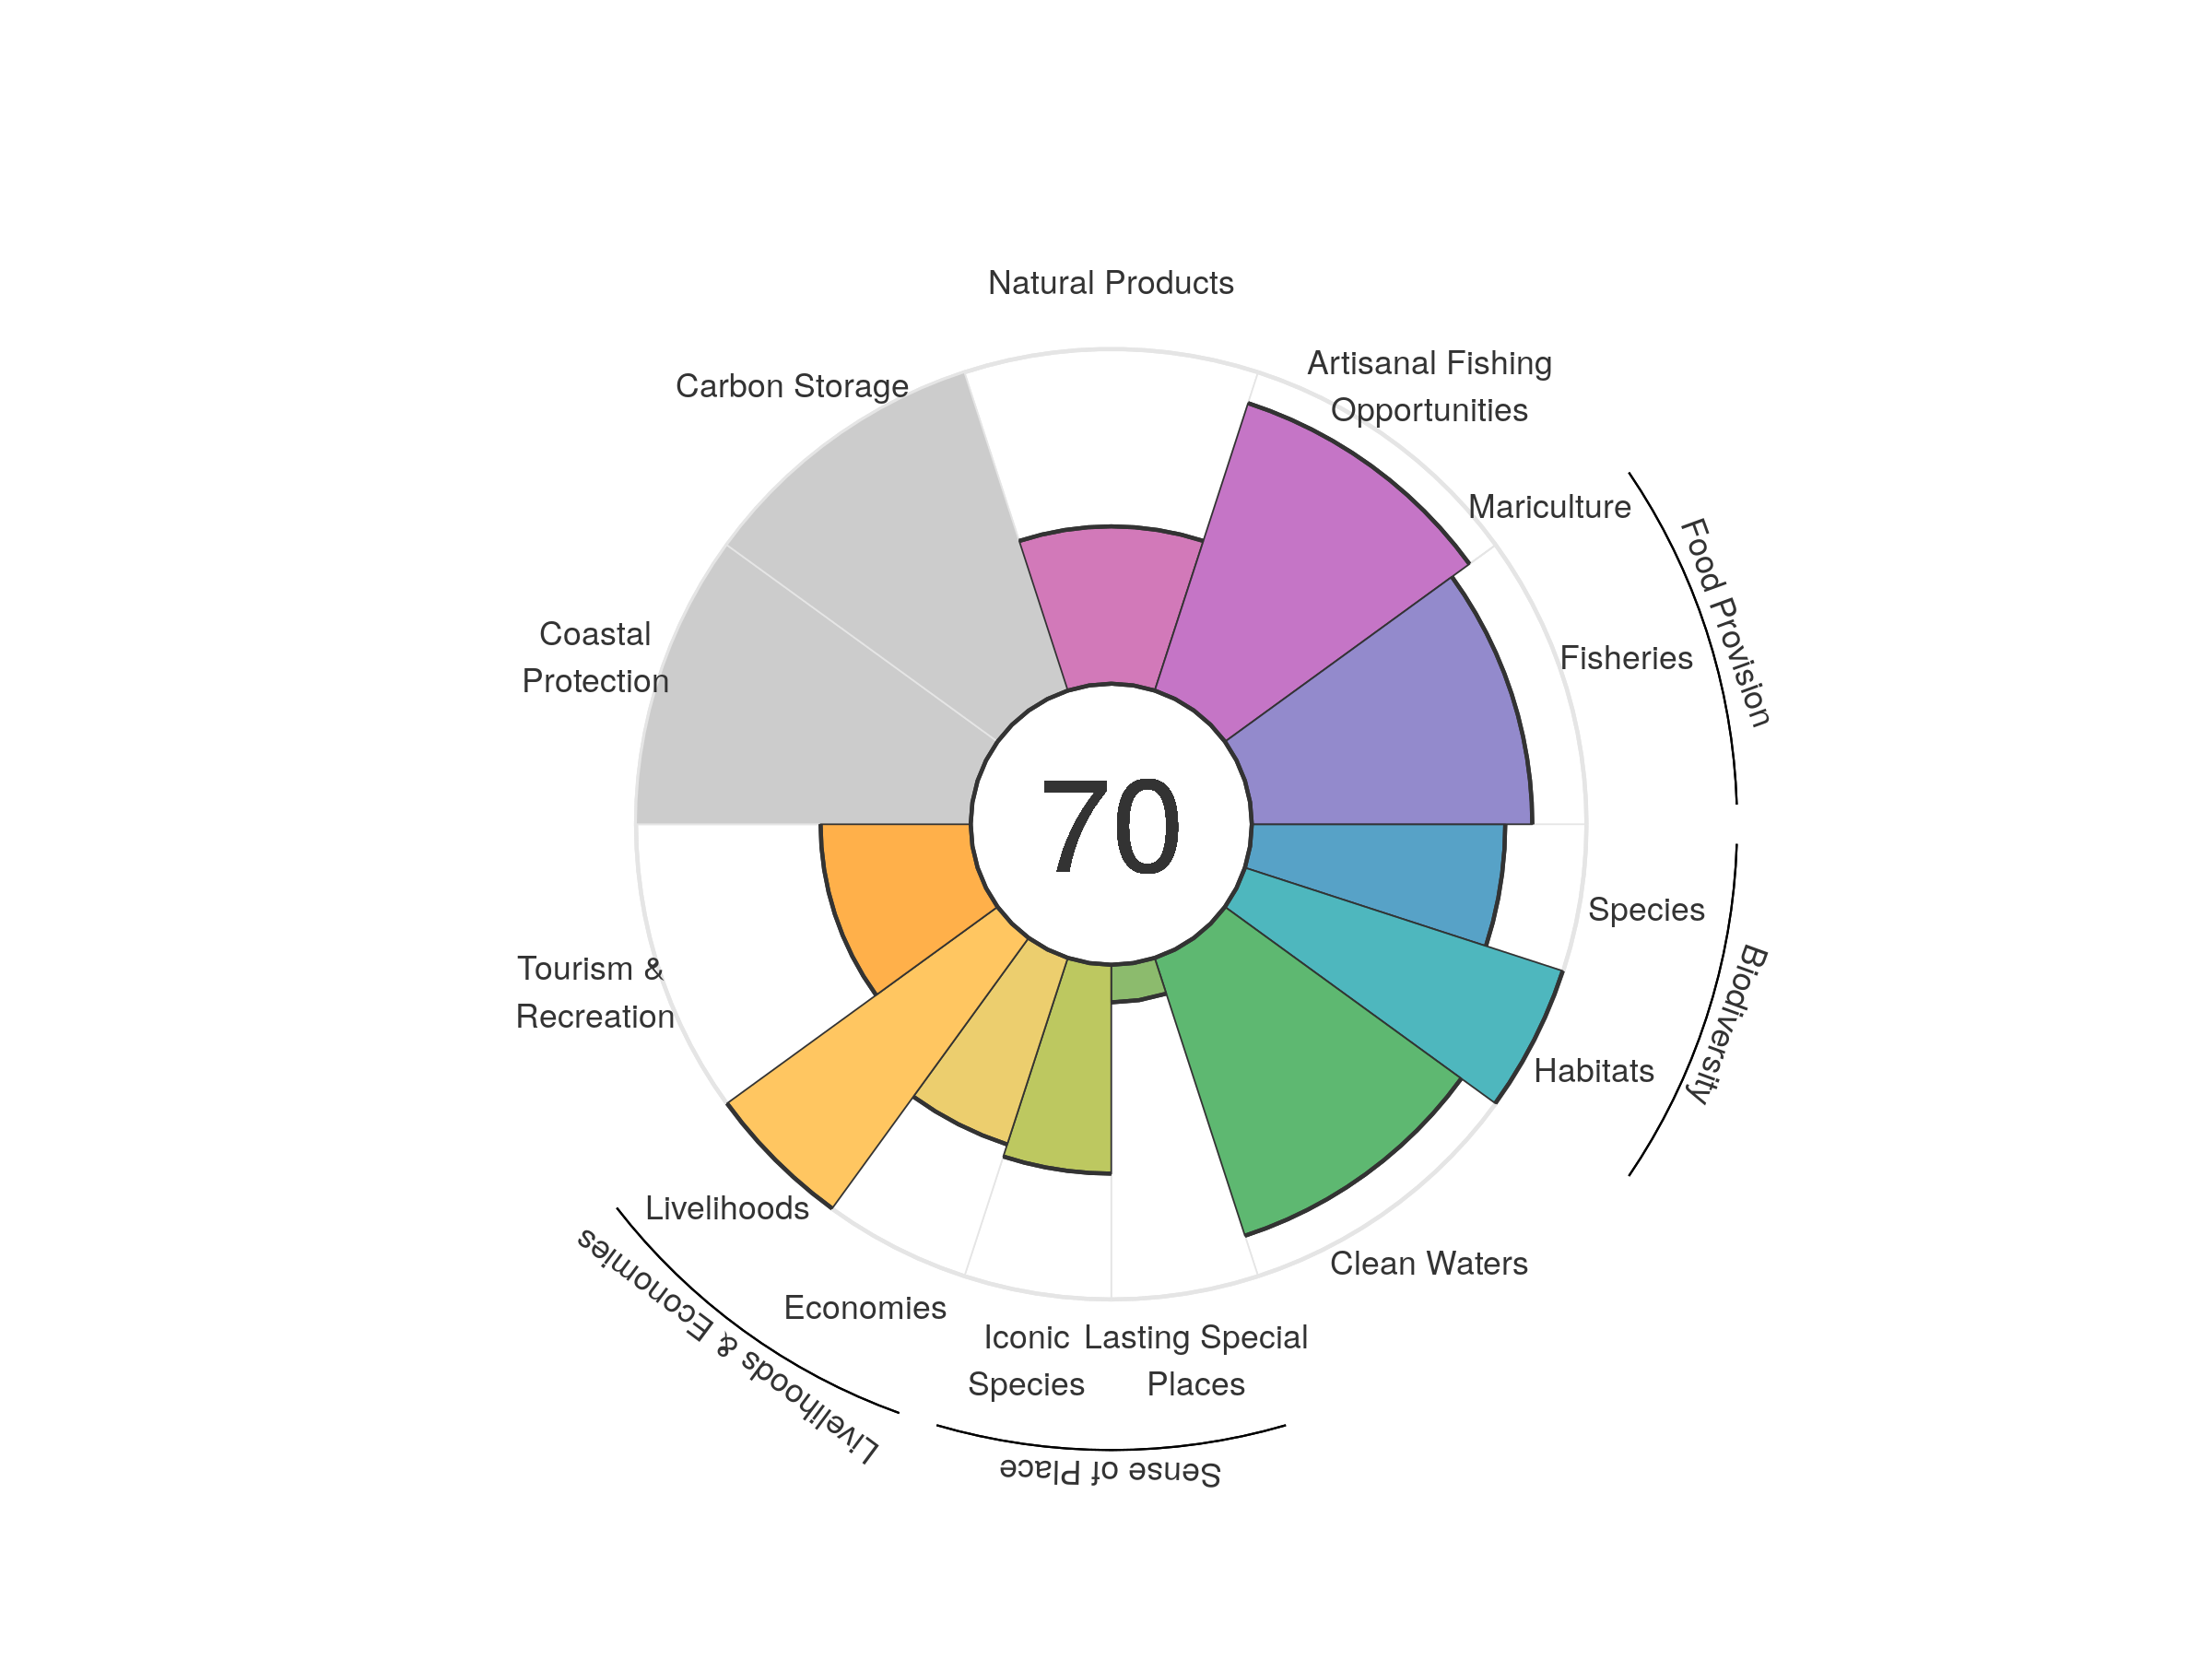 Natural Products
Artisanal Fishing
Opportunities
Carbon Storage
Mariculture
Food Provision
Coastal
Protection
Fisheries
70
Species
Biodiversity
Tourism &
Recreation
Habitats
Livelihoods
Clean Waters
Economies
Livelihoods & Economies
Iconic
Species
Lasting Special
Places
Sense of Place